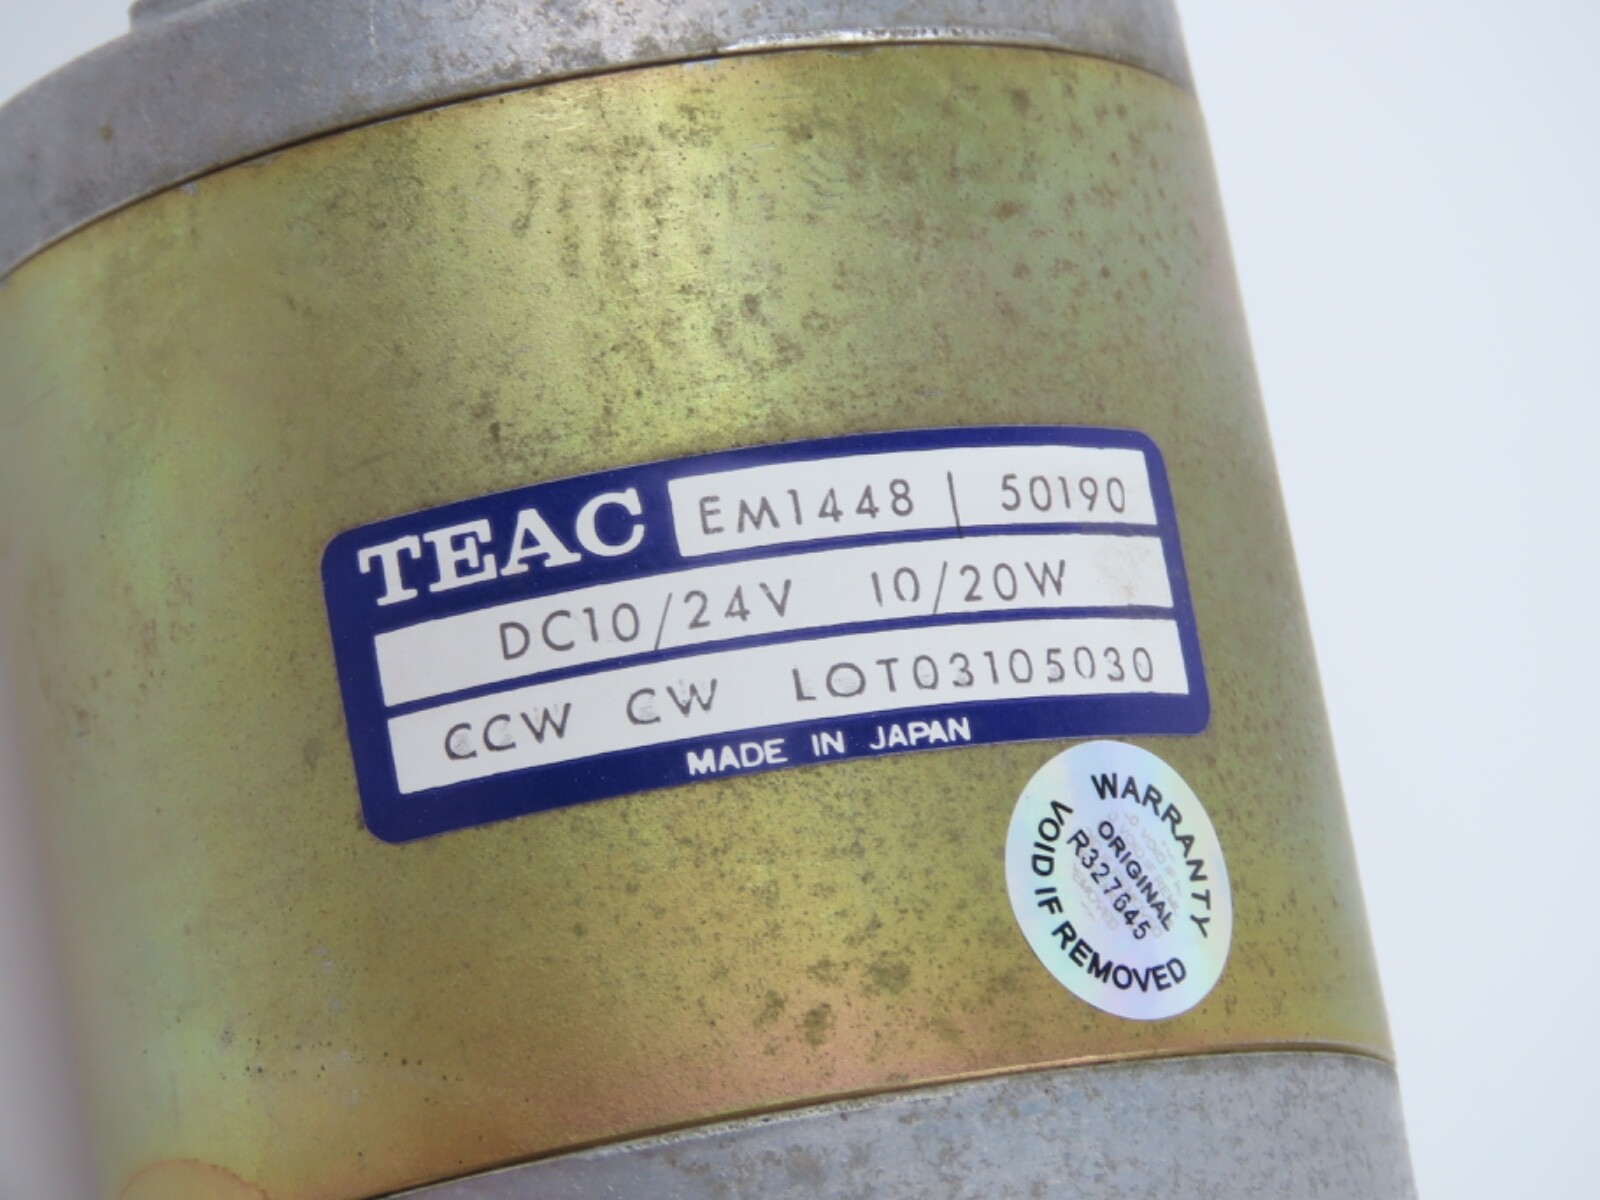 TEAC EM1448 | 50190
DC10/24V 10/20W
CCW CW LOT03105030
MADE IN JAPAN
WARRANTY
ORIGINAL
R327645
VOID IF REMOVED